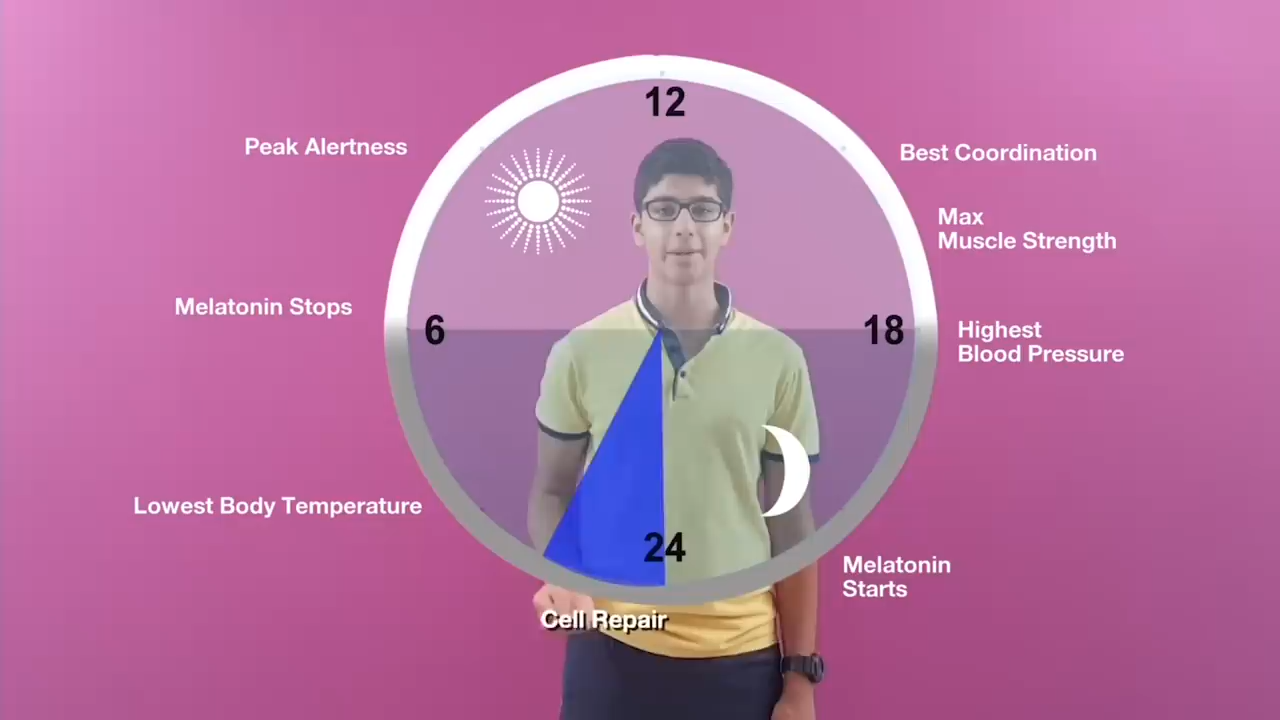 12
Peak Alertness
Best Coordination
Max
Muscle Strength
Melatonin Stops
6
18
Highest
Blood Pressure
Lowest Body Temperature
24
Melatonin
Starts
Cell Repair